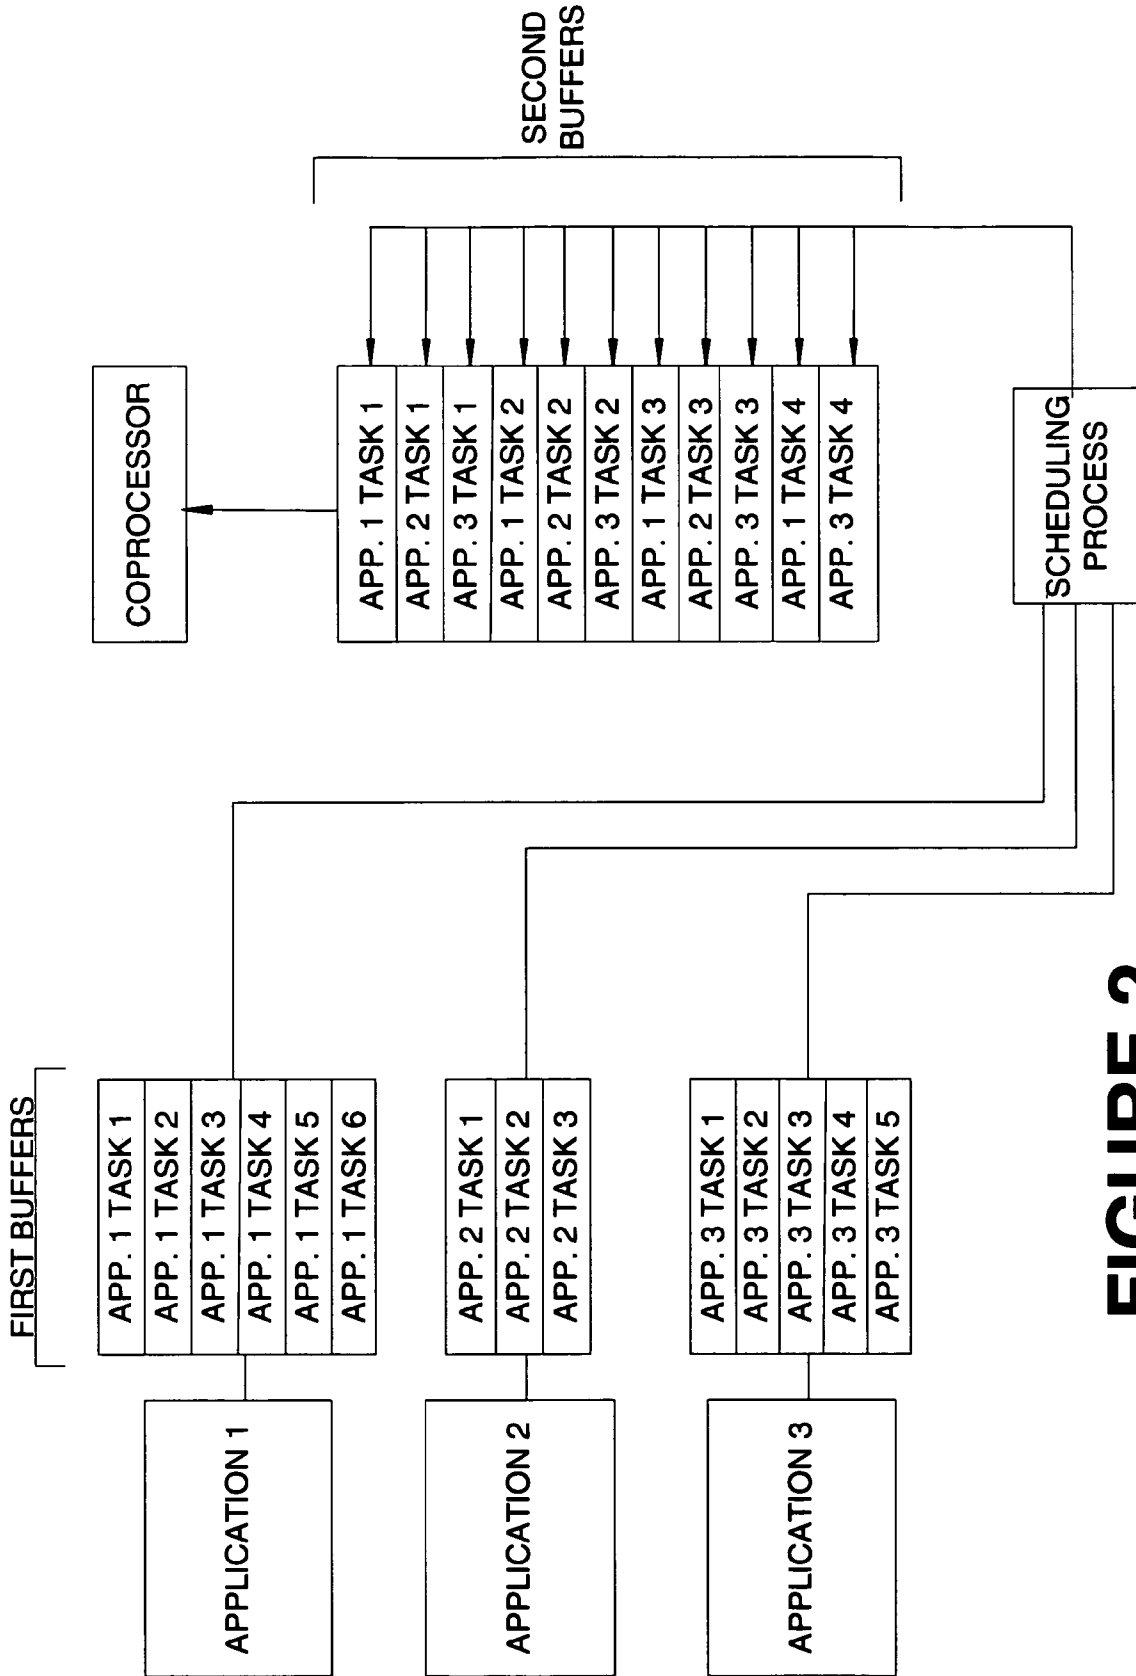 FIRST BUFFERS
APPLICATION 1
APP. 1 TASK 1
APP. 1 TASK 2
APP. 1 TASK 3
APP. 1 TASK 4
APP. 1 TASK 5
APP. 1 TASK 6
APPLICATION 2
APP. 2 TASK 1
APP. 2 TASK 2
APP. 2 TASK 3
APPLICATION 3
APP. 3 TASK 1
APP. 3 TASK 2
APP. 3 TASK 3
APP. 3 TASK 4
APP. 3 TASK 5
COPROCESSOR
APP. 1 TASK 1
APP. 2 TASK 1
APP. 3 TASK 1
APP. 1 TASK 2
APP. 2 TASK 2
APP. 3 TASK 2
APP. 1 TASK 3
APP. 2 TASK 3
APP. 3 TASK 3
APP. 1 TASK 4
APP. 3 TASK 4
SECOND
BUFFERS
SCHEDULING
PROCESS
FIGURE 2